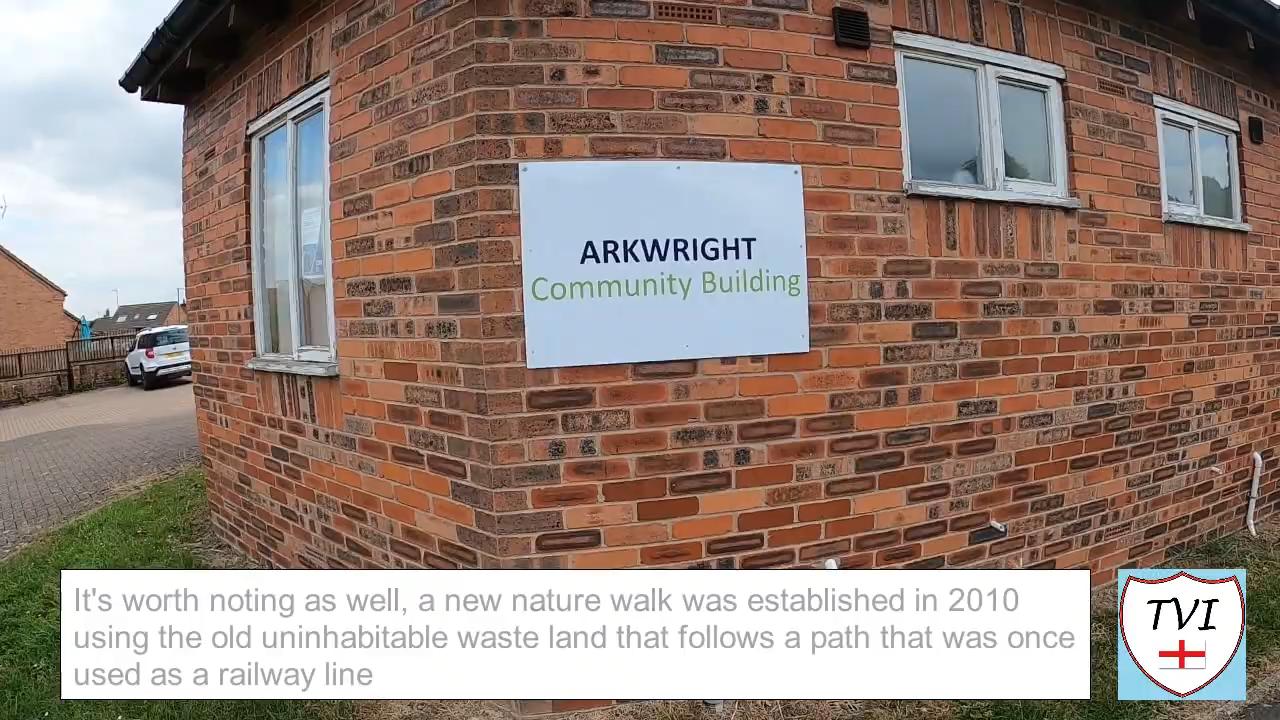 ARKWRIGHT
Community Building
It's worth noting as well, a new nature walk was established in 2010
using the old uninhabitable waste land that follows a path that was once
used as a railway line
TVI